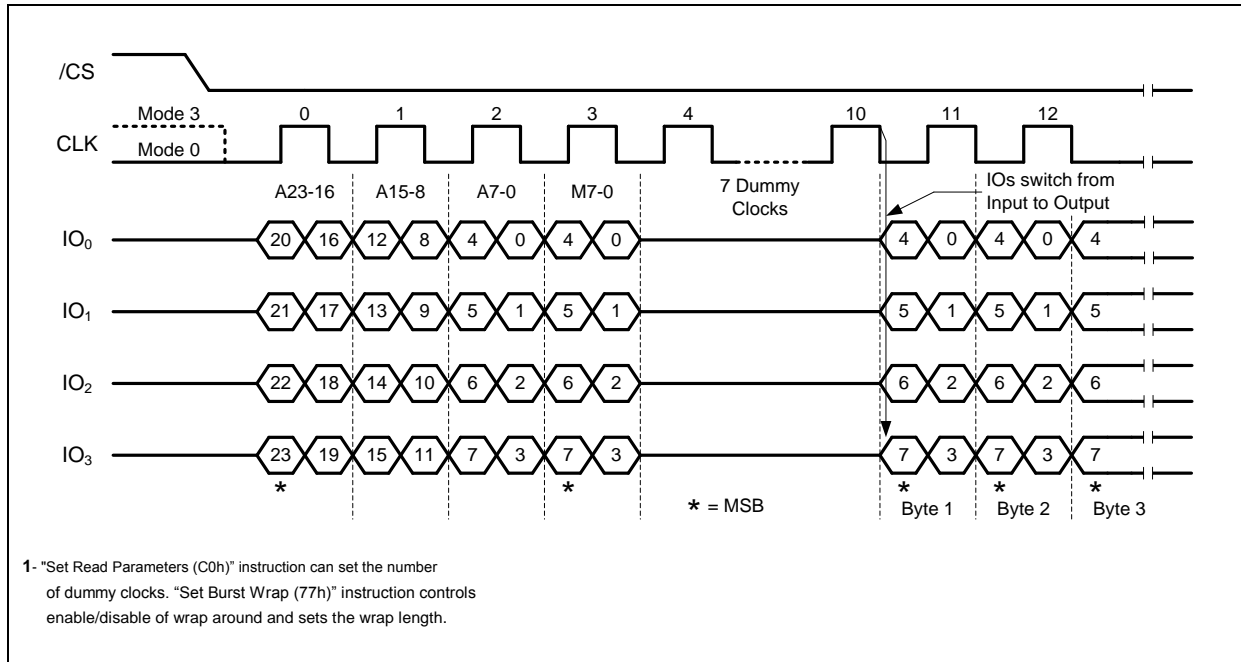 /CS
Mode 3 0 1 2 3 4 10 11 12
CLK
Mode 0
A23-16 A15-8 A7-0 M7-0 7 Dummy Clocks IOs switch from Input to Output
IO₀ 20 16 12 8 4 0 4 0 4 0 4 0 4
IO₁ 21 17 13 9 5 1 5 1 5 1 5 1 5
IO₂ 22 18 14 10 6 2 6 2 6 2 6 2 6
IO₃ 23 19 15 11 7 3 7 3 7 3 7 3 7
* * * * *
* = MSB Byte 1 Byte 2 Byte 3
1- "Set Read Parameters (C0h)” instruction can set the number
of dummy clocks. “Set Burst Wrap (77h)” instruction controls
enable/disable of wrap around and sets the wrap length.